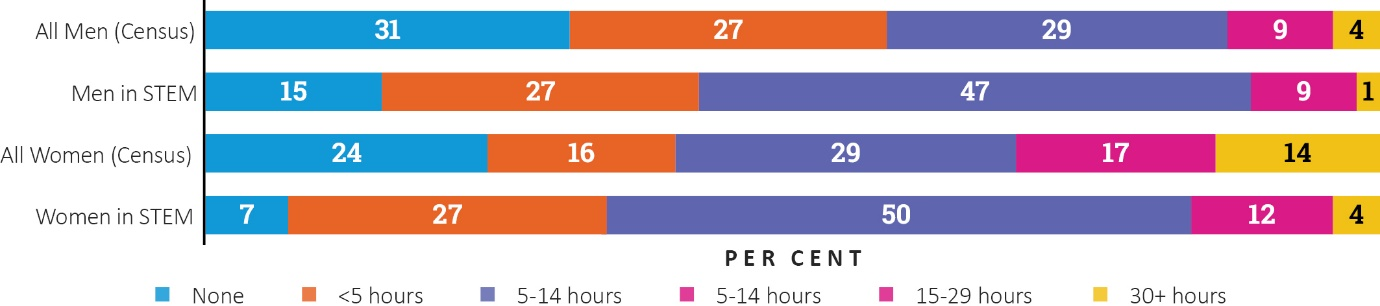 All Men (Census) 31 27 29 9 4
Men in STEM 15 27 47 9 1
All Women (Census) 24 16 29 17 14
Women in STEM 7 27 50 12 4
PER CENT
None <5 hours 5-14 hours 5-14 hours 15-29 hours 30+ hours